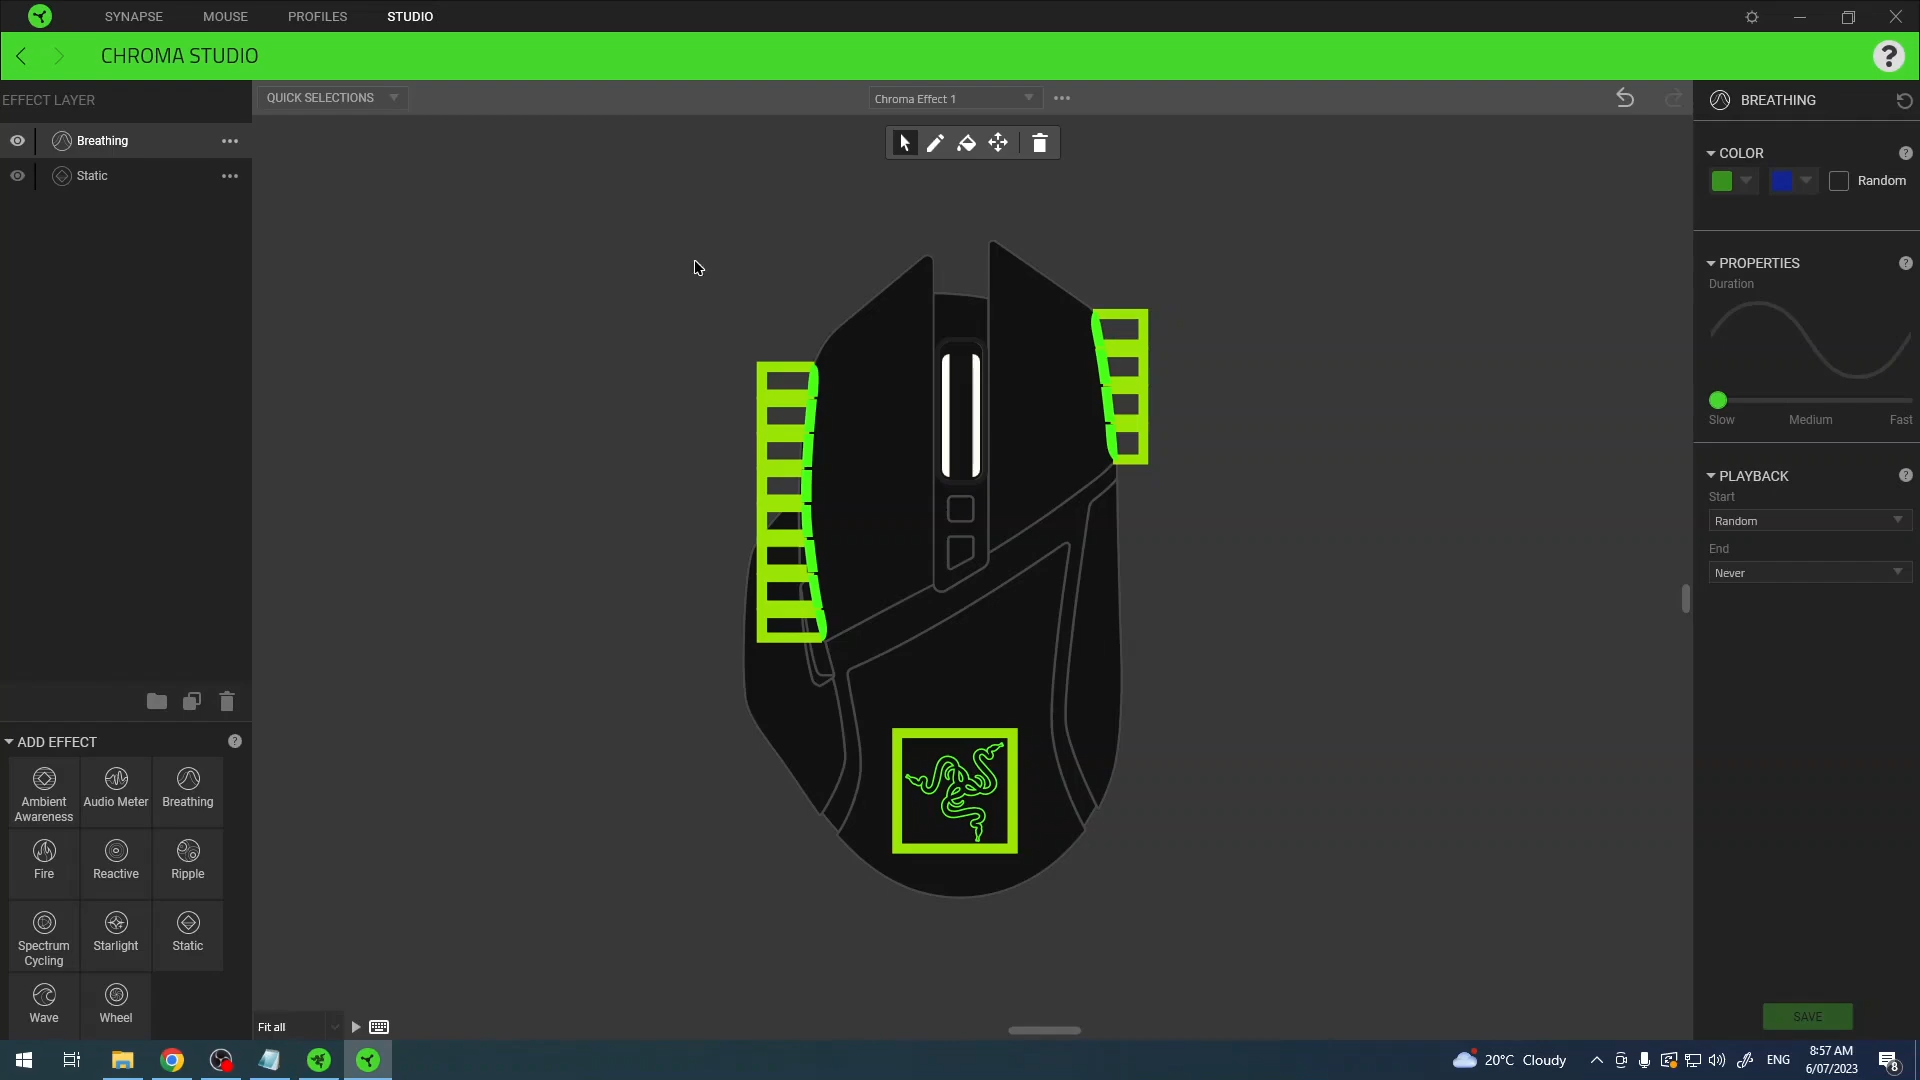 SYNAPSE
MOUSE
PROFILES
STUDIO
CHROMA STUDIO
?
EFFECT LAYER
Breathing
Static
QUICK SELECTIONS
Chroma Effect 1
BREATHING
COLOR
?
Random
PROPERTIES
?
Duration
Slow
Medium
Fast
PLAYBACK
?
Start
Random
End
Never
ADD EFFECT
?
Ambient
Awareness
Audio Meter
Breathing
Fire
Reactive
Ripple
Spectrum
Cycling
Starlight
Static
Wave
Wheel
Fit all
SAVE
20°C Cloudy
ENG
8:57 AM
6/07/2023
8